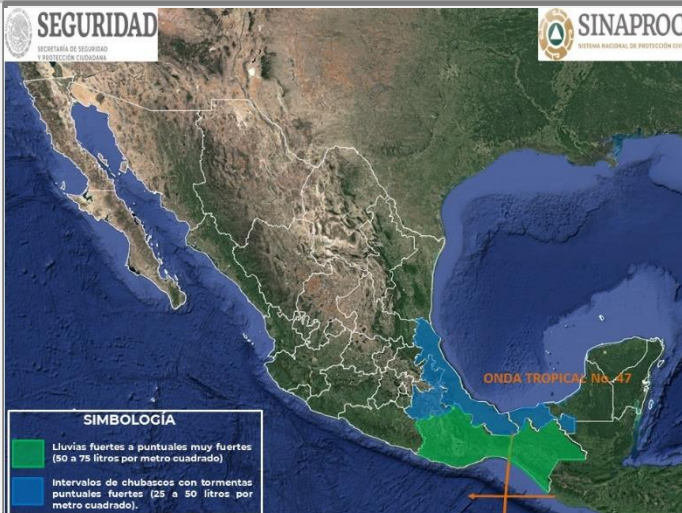 SEGURIDAD
SECRETARÍA DE SEGURIDAD
Y PROTECCIÓN CIUDADANA
SINAPROC
SISTEMA NACIONAL DE PROTECCIÓN CIVI
ONDA TROPICAL No. 47
SIMBOLOGÍA
Lluvias fuertes a puntuales muy fuertes
(50 a 75 litros por metro cuadrado)
Intervalos de chubascos con tormentas
puntuales fuertes (25 a 50 litros por
metro cuadrado).